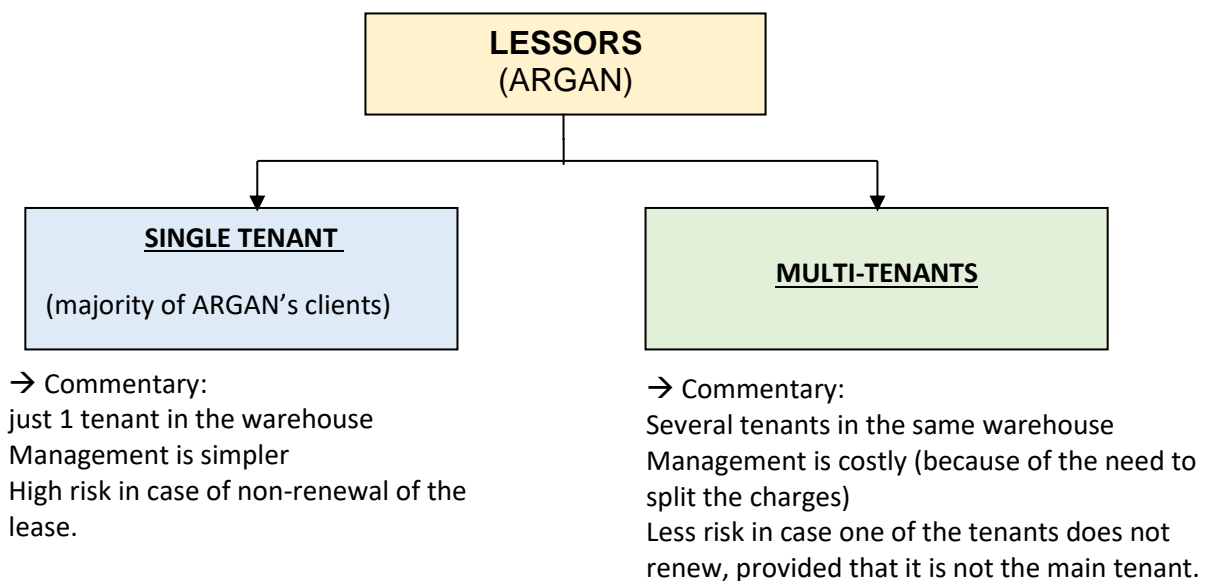 LESSORS
(ARGAN)
SINGLE TENANT
(majority of ARGAN’s clients)
→ Commentary:
just 1 tenant in the warehouse
Management is simpler
High risk in case of non-renewal of the
lease.
MULTI-TENANTS
→ Commentary:
Several tenants in the same warehouse
Management is costly (because of the need to
split the charges)
Less risk in case one of the tenants does not
renew, provided that it is not the main tenant.